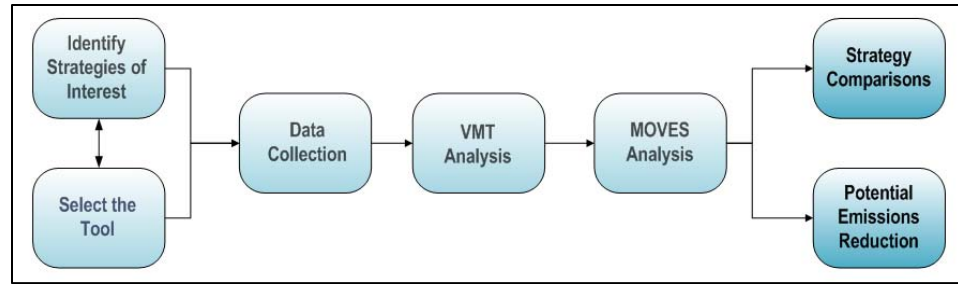 Identify
Strategies of
Interest
Select the
Tool
Data
Collection
VMT
Analysis
MOVES
Analysis
Strategy
Comparisons
Potential
Emissions
Reduction